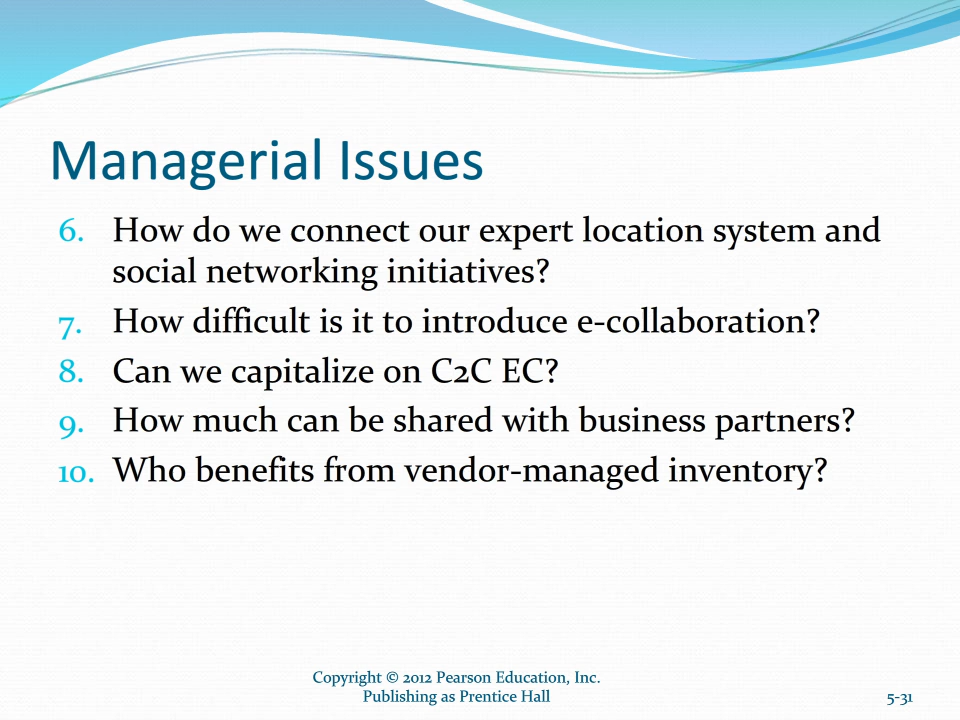 Managerial Issues
6. How do we connect our expert location system and
social networking initiatives?
7. How difficult is it to introduce e-collaboration?
8. Can we capitalize on C2C EC?
9. How much can be shared with business partners?
10. Who benefits from vendor-managed inventory?
Copyright © 2012 Pearson Education, Inc.
Publishing as Prentice Hall
5-31